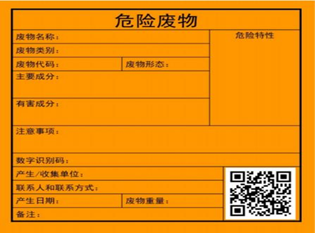 危险废物
废物名称：
危险特性
废物类别：
废物代码：
废物形态：
主要成分：
有害成分：
注意事项：
数字识别码：
产生/收集单位：
联系人和联系方式：
产生日期：
废物重量：
备注：